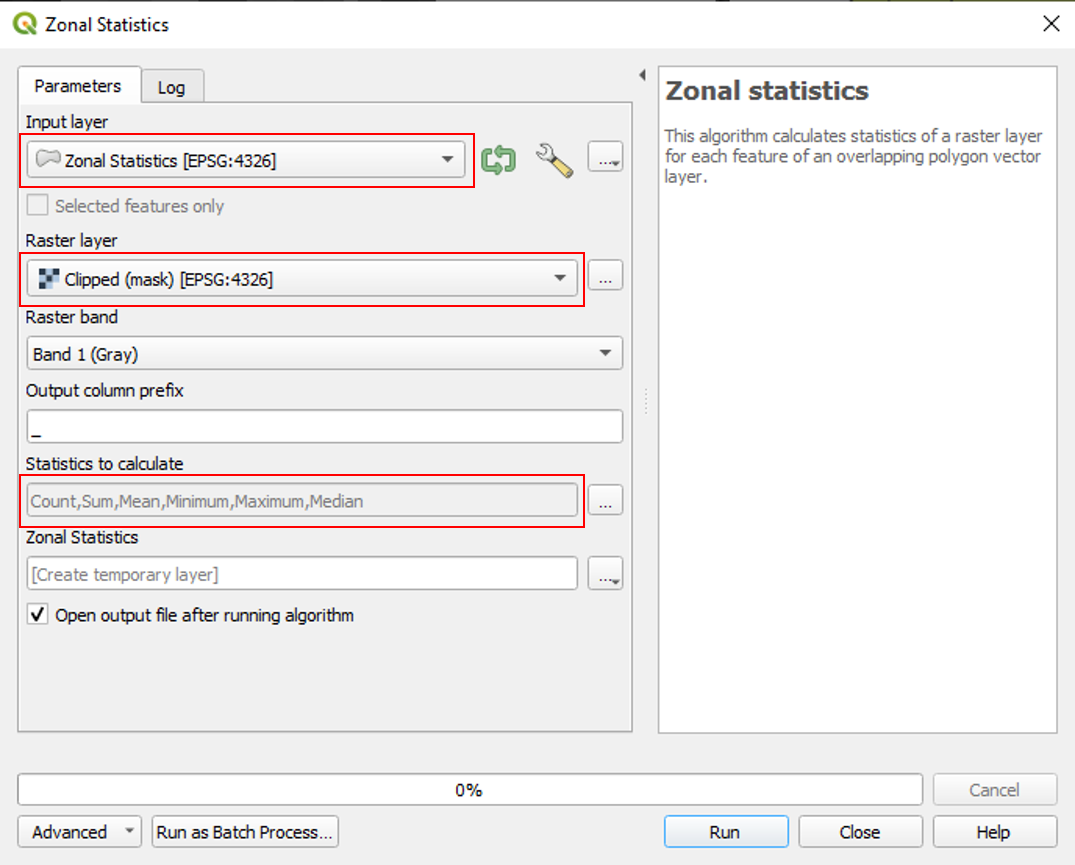 Zonal Statistics
Parameters
Log
Input layer
Zonal Statistics [EPSG:4326]
...
Selected features only
Raster layer
Clipped (mask) [EPSG:4326]
...
Raster band
Band 1 (Gray)
Output column prefix
_
Statistics to calculate
Count,Sum,Mean,Minimum,Maximum,Median
...
Zonal Statistics
[Create temporary layer]
...
Open output file after running algorithm
Zonal statistics
This algorithm calculates statistics of a raster layer
for each feature of an overlapping polygon vector
layer.
0%
Cancel
Advanced
Run as Batch Process...
Run
Close
Help